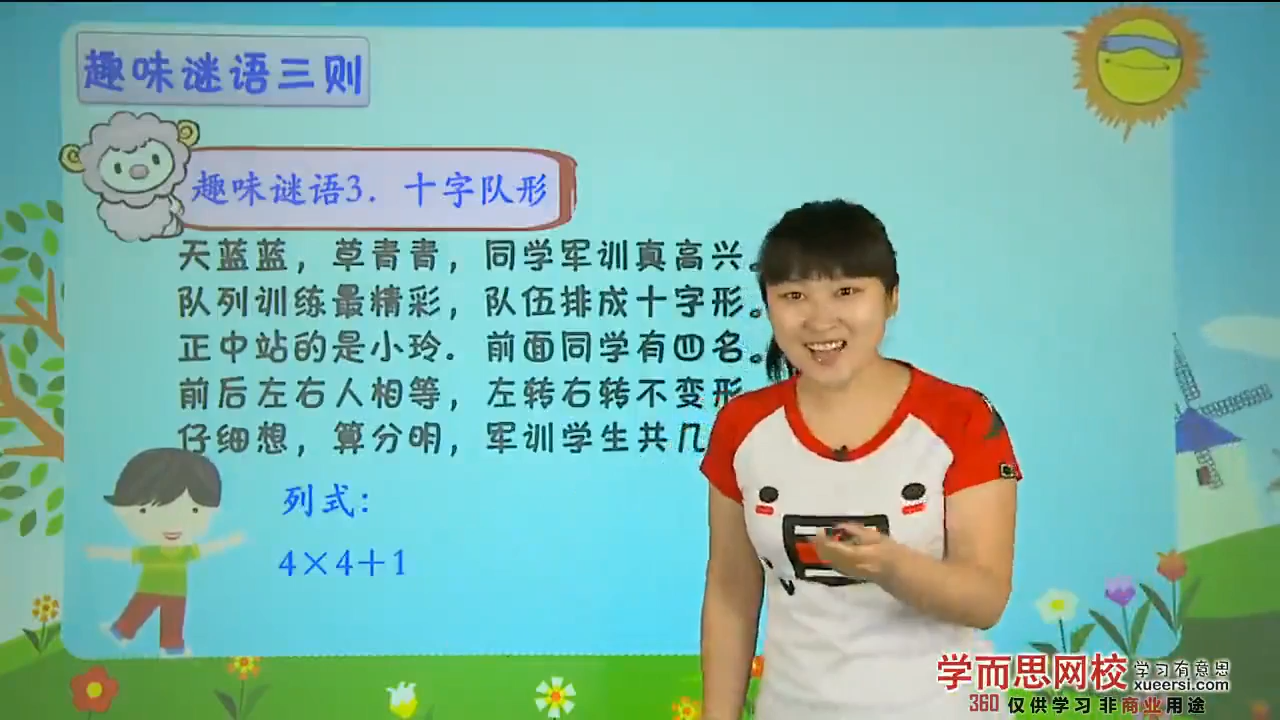 趣味谜语三则
趣味谜语3．十字队形
天蓝蓝，草青青，同学军训真高兴。
队列训练最精彩，队伍排成十字形。
正中站的是小玲。前面同学有四名。
前后左右人相等，左转右转不变形
仔细想，算分明，军训学生共几
列式：
4×4+1
学而思网校 学习有意思
xueersi.com
360 仅供学习 非商业用途